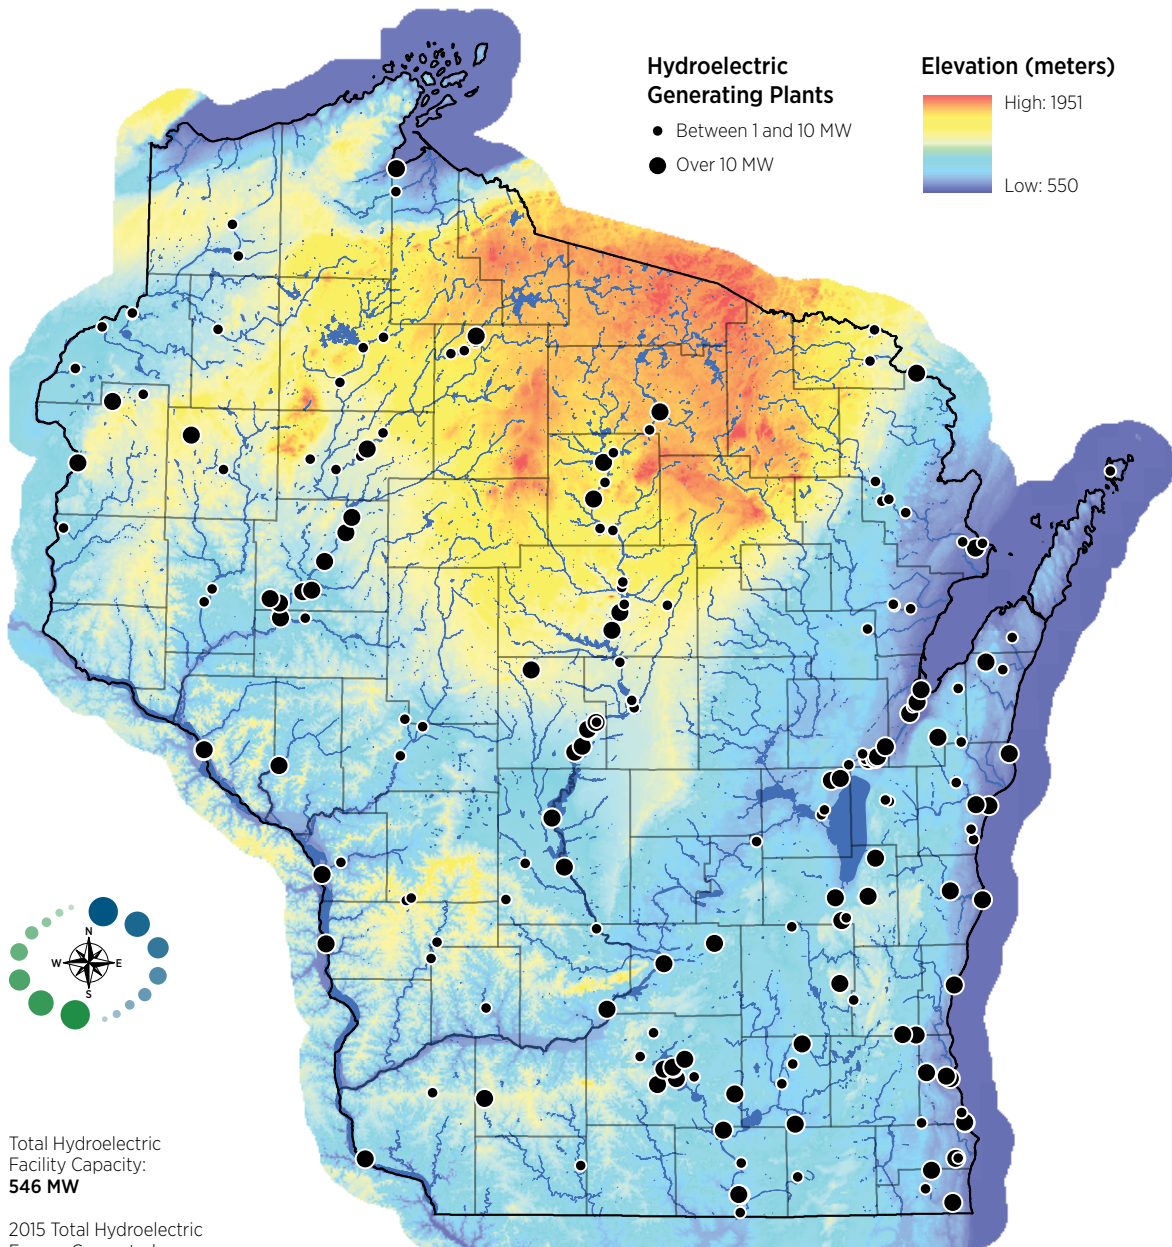 Hydroelectric
Generating Plants
Between 1 and 10 MW
Over 10 MW
Elevation (meters)
High: 1951
Low: 550
N
W E
S
Total Hydroelectric
Facility Capacity:
546 MW
2015 Total Hydroelectric